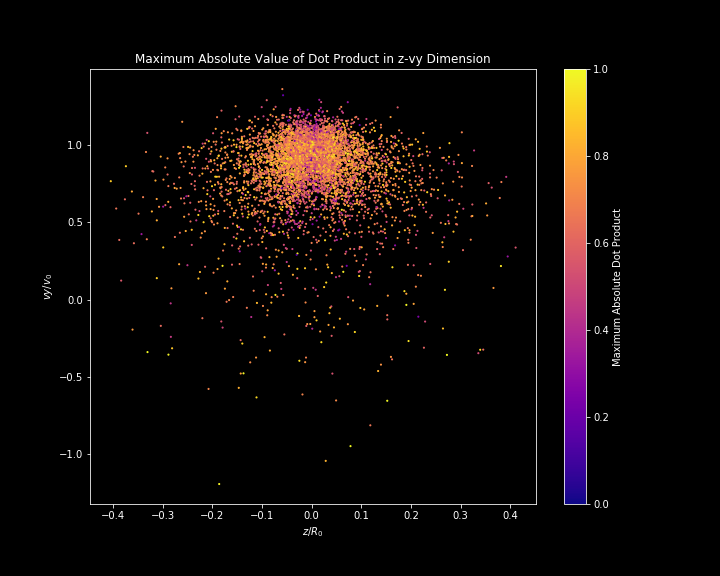 Maximum Absolute Value of Dot Product in z-vy Dimension
1.0
0.5
0.0
−0.5
−1.0
vy/v₀
−0.4 −0.3 −0.2 −0.1 0.0 0.1 0.2 0.3 0.4
z/R₀
1.0
0.8
0.6
0.4
0.2
0.0
Maximum Absolute Dot Product